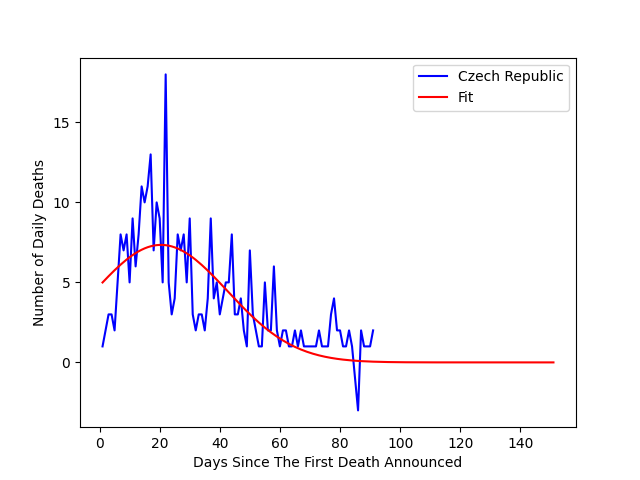 Czech Republic
Fit
Number of Daily Deaths
15
10
5
0
0 20 40 60 80 100 120 140
Days Since The First Death Announced